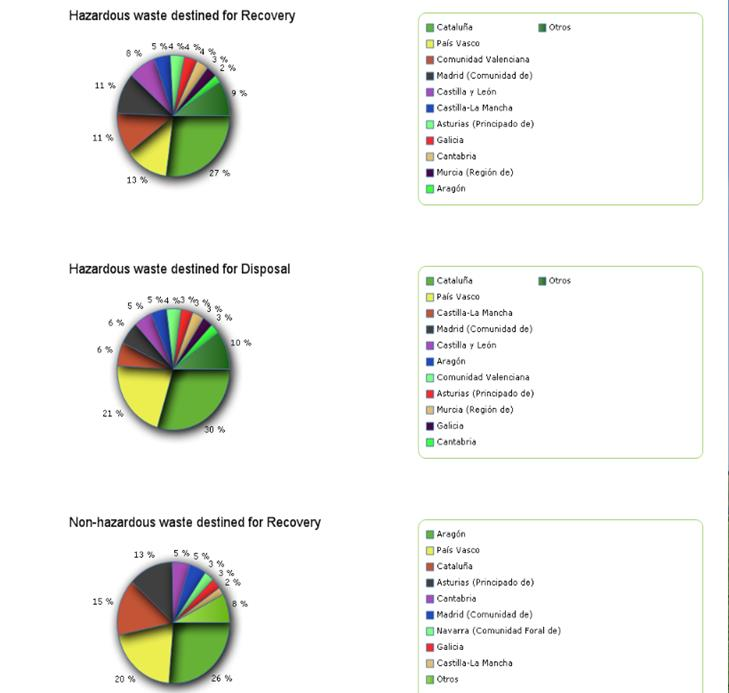 Hazardous waste destined for Recovery
8 %
5 %
4 %
4 %
4 %
3 %
2 %
9 %
11 %
11 %
13 %
27 %
Cataluña
Otros
País Vasco
Comunidad Valenciana
Madrid (Comunidad de)
Castilla y León
Castilla-La Mancha
Asturias (Principado de)
Galicia
Cantabria
Murcia (Región de)
Aragón
Hazardous waste destined for Disposal
5 %
5 %
4 %
3 %
3 %
3 %
3 %
10 %
6 %
6 %
21 %
30 %
Cataluña
Otros
País Vasco
Castilla-La Mancha
Madrid (Comunidad de)
Castilla y León
Aragón
Comunidad Valenciana
Asturias (Principado de)
Murcia (Región de)
Galicia
Cantabria
Non-hazardous waste destined for Recovery
13 %
5 %
5 %
3 %
3 %
2 %
8 %
15 %
20 %
26 %
Aragón
País Vasco
Cataluña
Asturias (Principado de)
Cantabria
Madrid (Comunidad de)
Navarra (Comunidad Foral de)
Galicia
Castilla-La Mancha
Otros